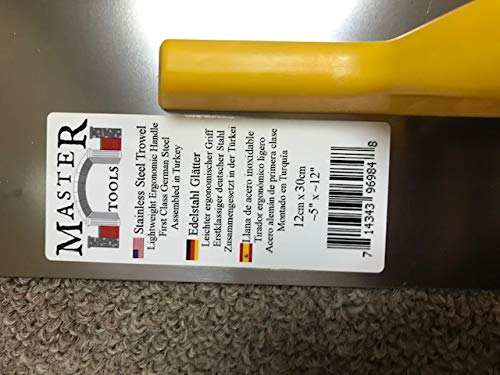 MASTER
TOOLS
Stainless Steel Trowel
Lightweight Ergonomic Handle
First Class German Steel
Assembled in Turkey
Edelstahl Glätter
Leichter ergonomischer Griff
Erstklassiger deutscher Stahl
Zusammengesetzt in der Türkei
Llana de acero inoxidable
Tirador ergonómico ligero
Acero alemán de primera clase
Montado en Turquía
12cm x 30cm
~5" x ~12"
7 14343 96984 8